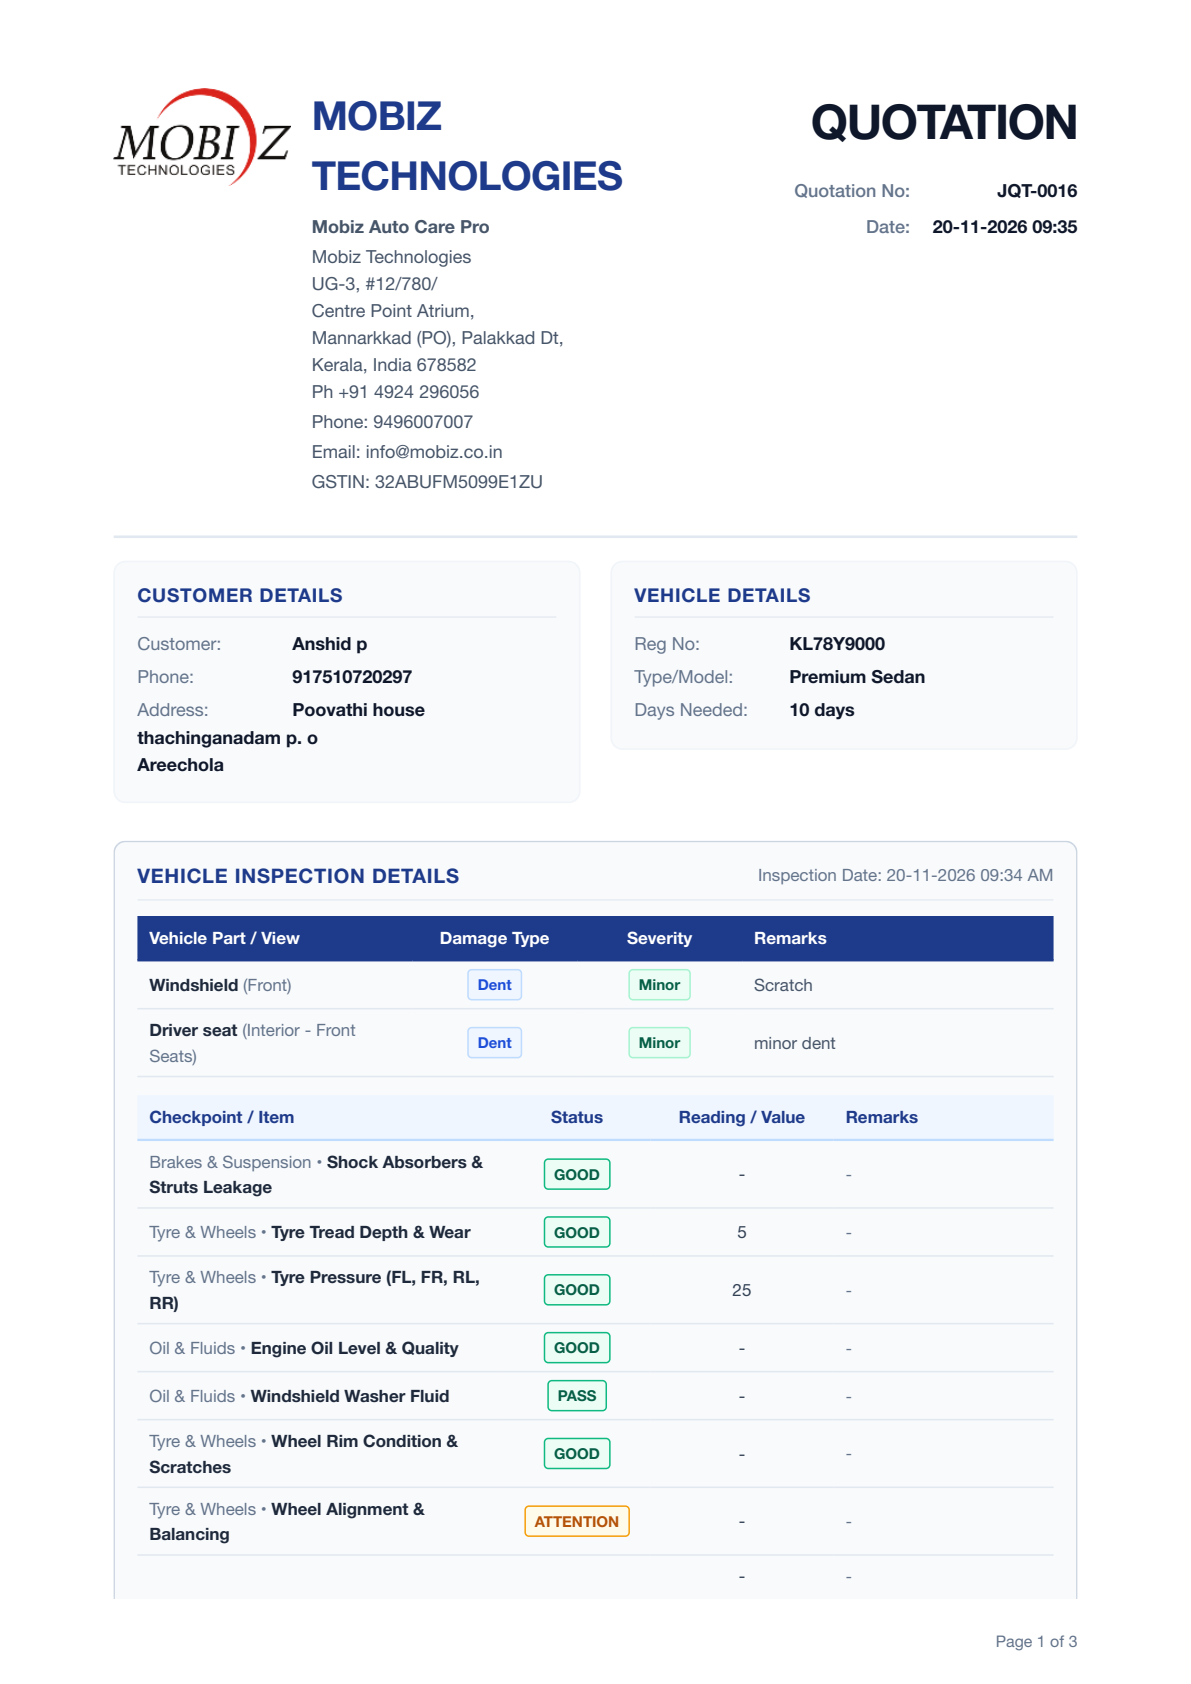 MOBIZ
TECHNOLOGIES
MOBIZ
TECHNOLOGIES
Mobiz Auto Care Pro
Mobiz Technologies
UG-3, #12/780/
Centre Point Atrium,
Mannarkkad (PO), Palakkad Dt,
Kerala, India 678582
Ph +91 4924 296056
Phone: 9496007007
Email: info@mobiz.co.in
GSTIN: 32ABUFM5099E1ZU
QUOTATION
Quotation No: JQT-0016
Date: 20-11-2026 09:35
CUSTOMER DETAILS
Customer: Anshid p
Phone: 917510720297
Address: Poovathi house
thachinganadam p. o
Areechola
VEHICLE DETAILS
Reg No: KL78Y9000
Type/Model: Premium Sedan
Days Needed: 10 days
VEHICLE INSPECTION DETAILS Inspection Date: 20-11-2026 09:34 AM
Vehicle Part / View Damage Type Severity Remarks
Windshield (Front) Dent Minor Scratch
Driver seat (Interior - Front
Seats) Dent Minor minor dent
Checkpoint / Item Status Reading / Value Remarks
Brakes & Suspension • Shock Absorbers &
Struts Leakage GOOD - -
Tyre & Wheels • Tyre Tread Depth & Wear GOOD 5 -
Tyre & Wheels • Tyre Pressure (FL, FR, RL,
RR) GOOD 25 -
Oil & Fluids • Engine Oil Level & Quality GOOD - -
Oil & Fluids • Windshield Washer Fluid PASS - -
Tyre & Wheels • Wheel Rim Condition &
Scratches GOOD - -
Tyre & Wheels • Wheel Alignment &
Balancing ATTENTION - -
- -
Page 1 of 3